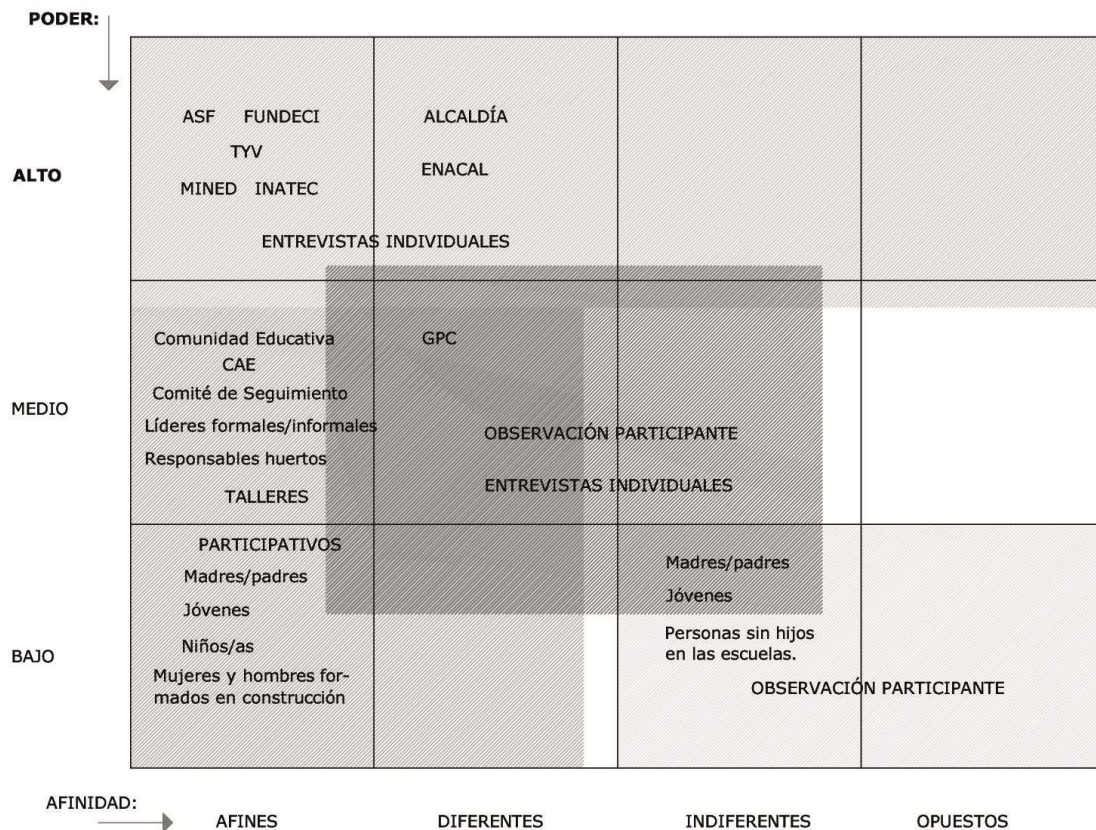 PODER:
ASF FUNDECI ALCALDÍA
TYV
ENACAL
ALTO
MINED INATEC
ENTREVISTAS INDIVIDUALES
Comunidad Educativa GPC
CAE
Comité de Seguimiento
MEDIO
Líderes formales/informales
OBSERVACIÓN PARTICIPANTE
Responsables huertos
ENTREVISTAS INDIVIDUALES
TALLERES
PARTICIPATIVOS
Madres/padres
Jóvenes
Niños/as
Mujeres y hombres for-
mados en construcción
Madres/padres
Jóvenes
Personas sin hijos
en las escuelas.
BAJO
OBSERVACIÓN PARTICIPANTE
AFINIDAD:
AFINES DIFERENTES INDIFERENTES OPUESTOS